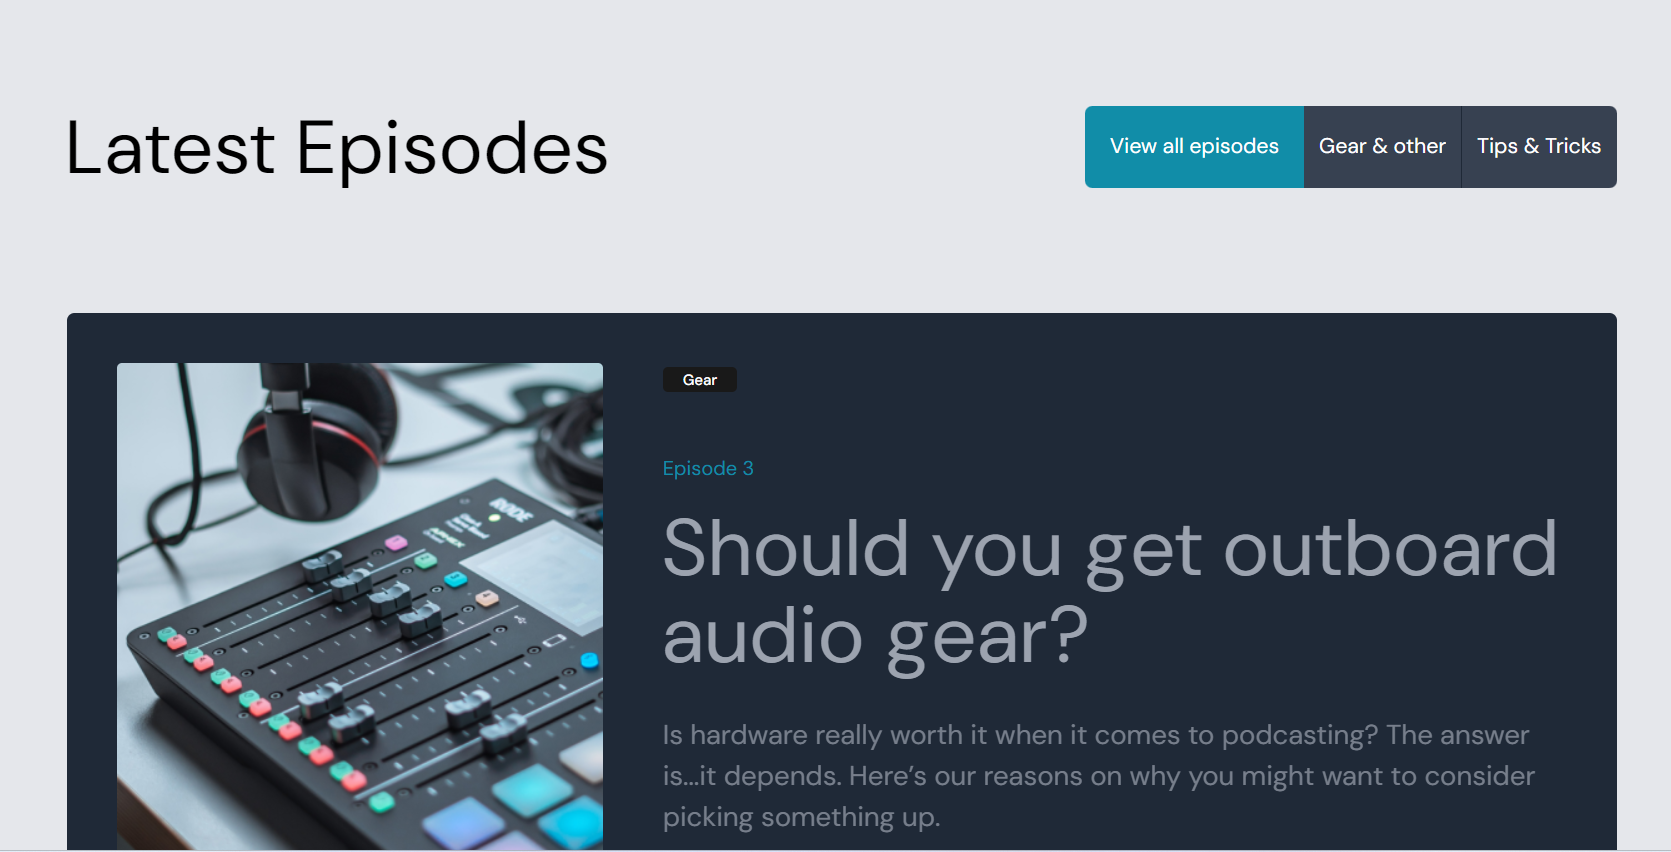 Latest Episodes
View all episodes
Gear & other
Tips & Tricks
Gear
Episode 3
Should you get outboard
audio gear?
Is hardware really worth it when it comes to podcasting? The answer
is...it depends. Here’s our reasons on why you might want to consider
picking something up.
RØDE